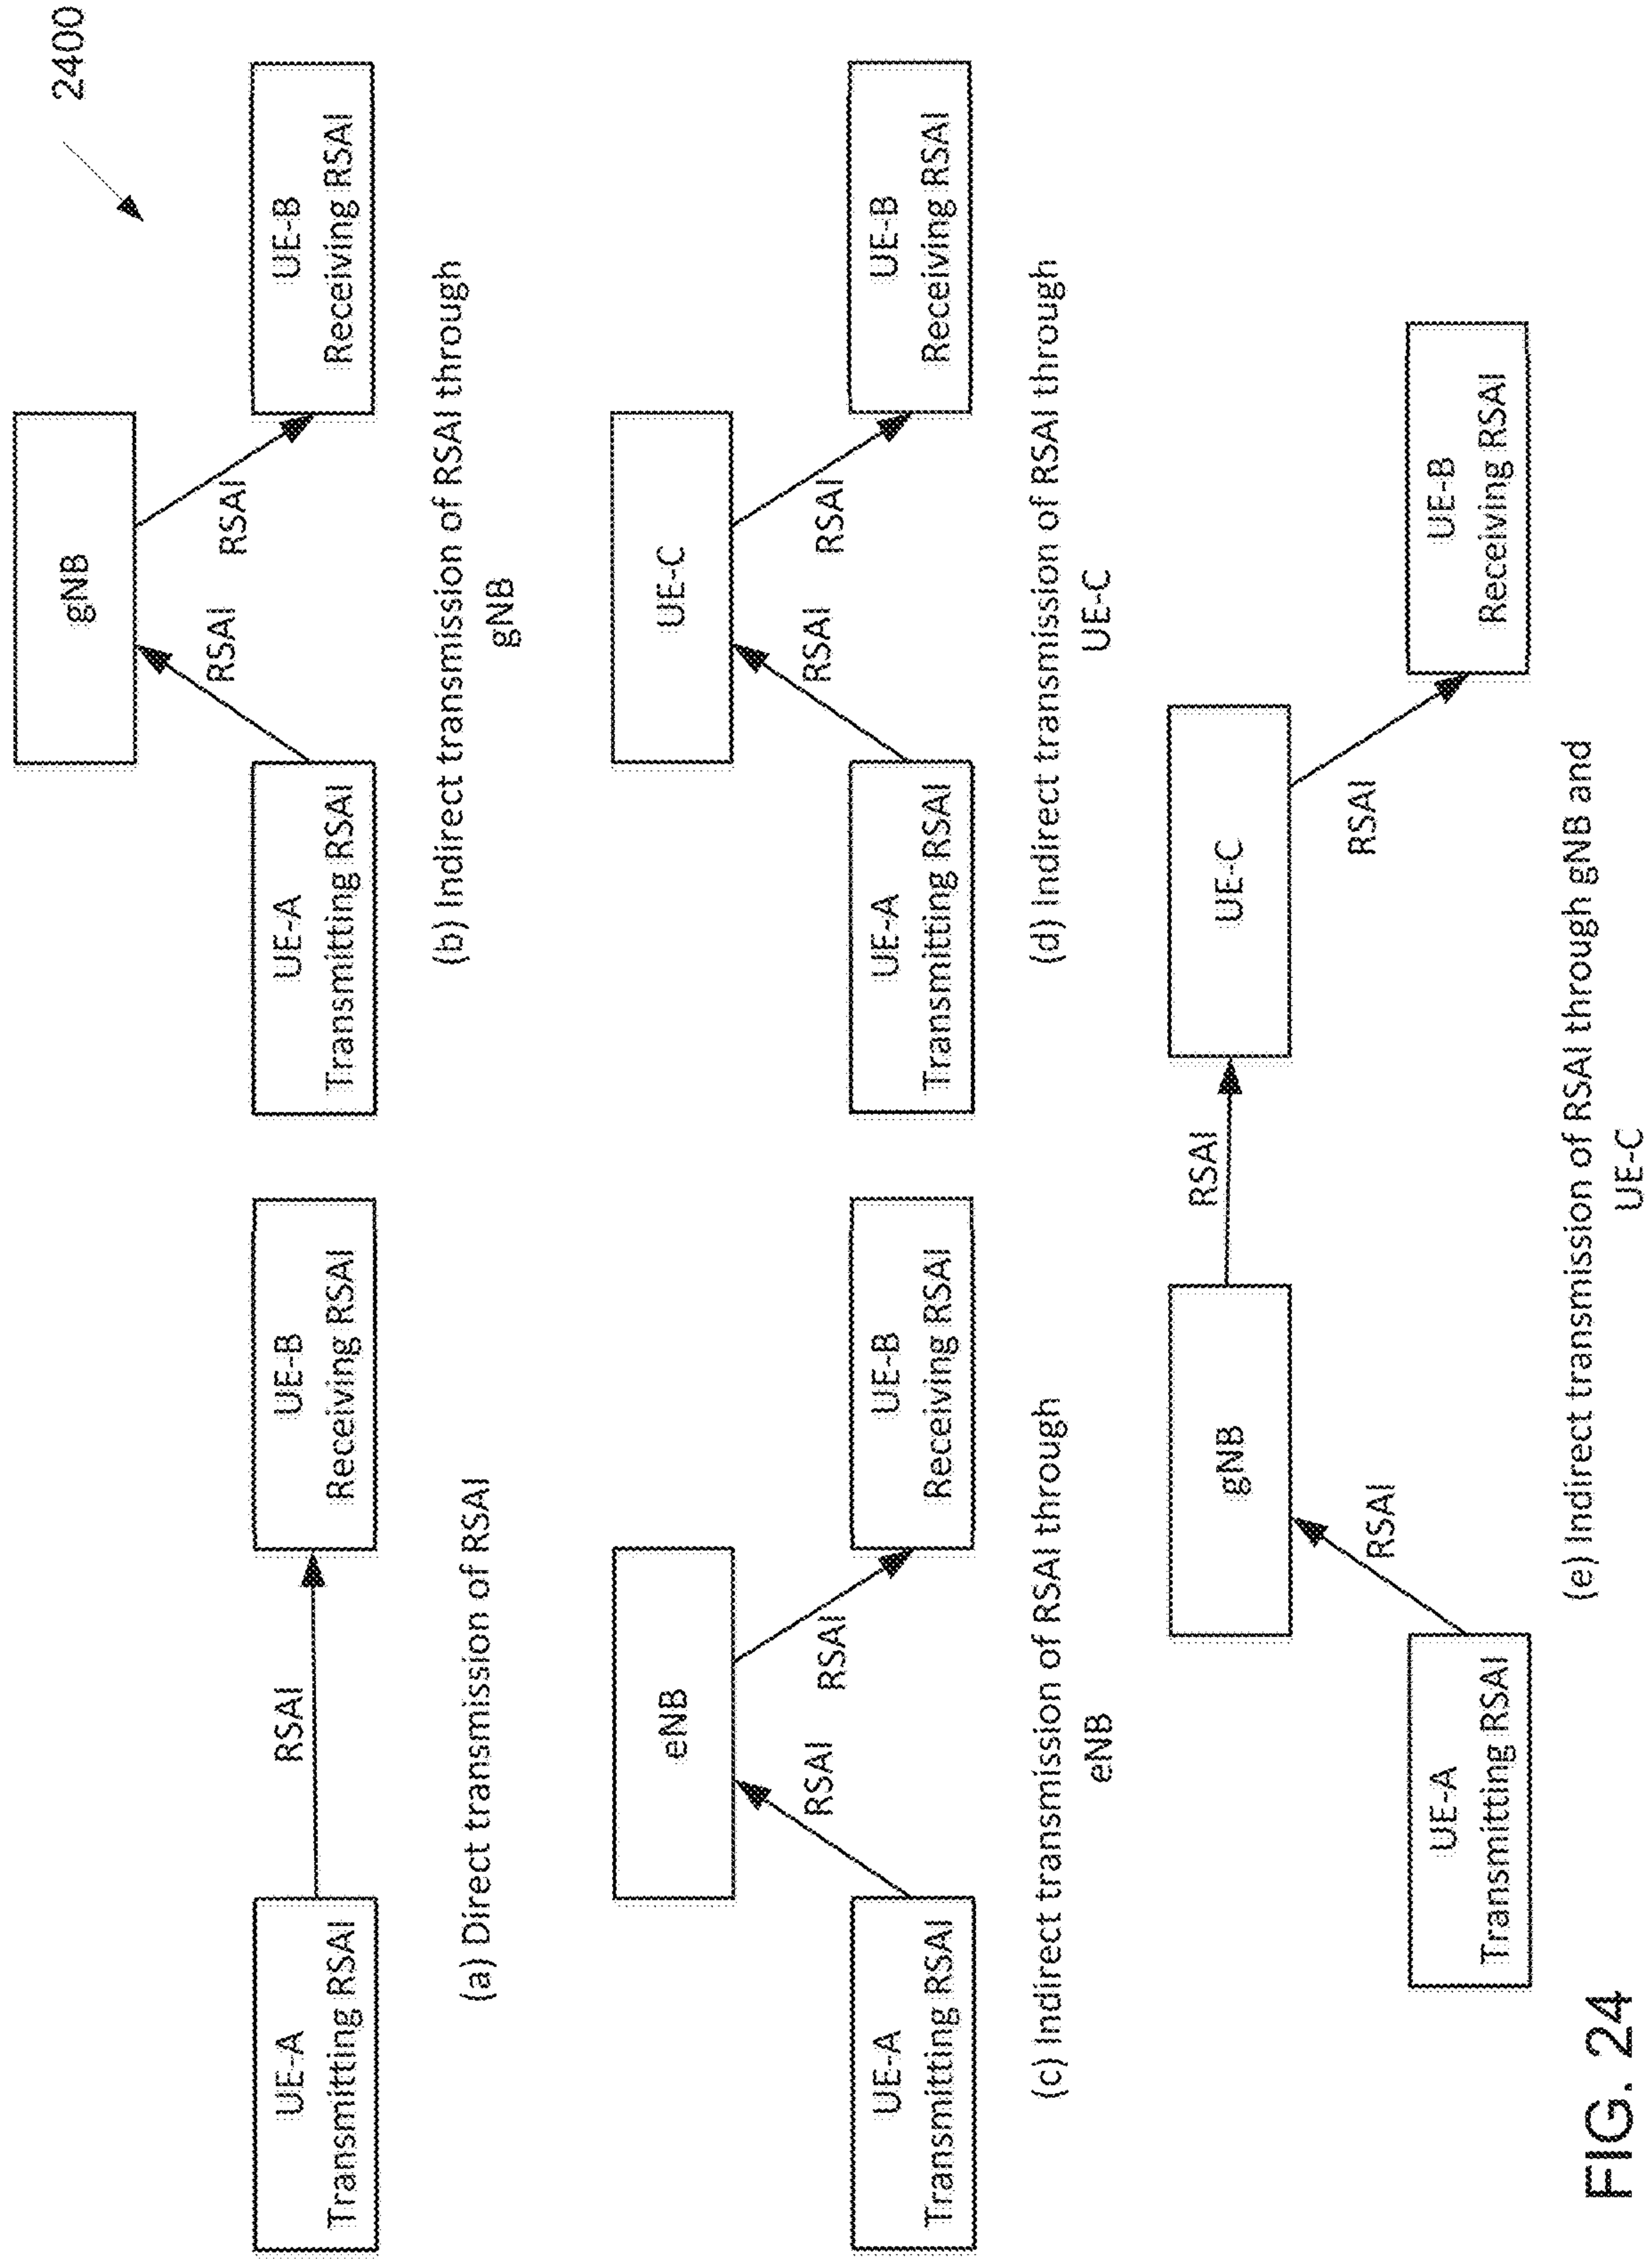 2400
UE-A
Transmitting RSAI
RSAI
UE-B
Receiving RSAI
(a) Direct transmission of RSAI
gNB
RSAI
RSAI
UE-A
Transmitting RSAI
UE-B
Receiving RSAI
(b) Indirect transmission of RSAI through
gNB
eNB
RSAI
RSAI
UE-A
Transmitting RSAI
UE-B
Receiving RSAI
(c) Indirect transmission of RSAI through
eNB
UE-C
RSAI
RSAI
UE-A
Transmitting RSAI
UE-B
Receiving RSAI
(d) Indirect transmission of RSAI through
UE-C
gNB
RSAI
UE-C
RSAI
RSAI
UE-A
Transmitting RSAI
UE-B
Receiving RSAI
(e) Indirect transmission of RSAI through gNB and
UE-C
FIG. 24